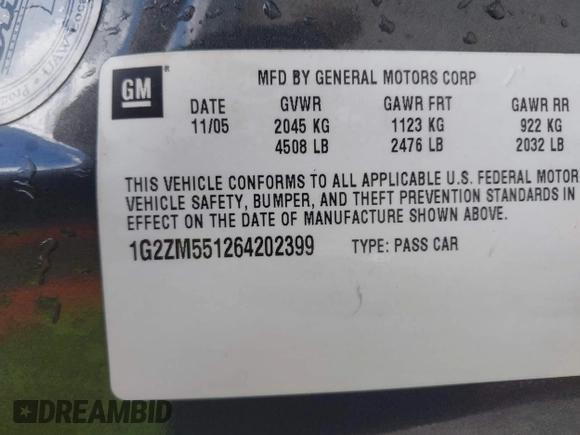 GM ®
MFD BY GENERAL MOTORS CORP
DATE GVWR GAWR FRT GAWR RR
11/05 2045 KG 1123 KG 922 KG
4508 LB 2476 LB 2032 LB
THIS VEHICLE CONFORMS TO ALL APPLICABLE U.S. FEDERAL MOTOR
VEHICLE SAFETY, BUMPER, AND THEFT PREVENTION STANDARDS IN
EFFECT ON THE DATE OF MANUFACTURE SHOWN ABOVE.
1G2ZM551264202399 TYPE: PASS CAR
DREAMBID